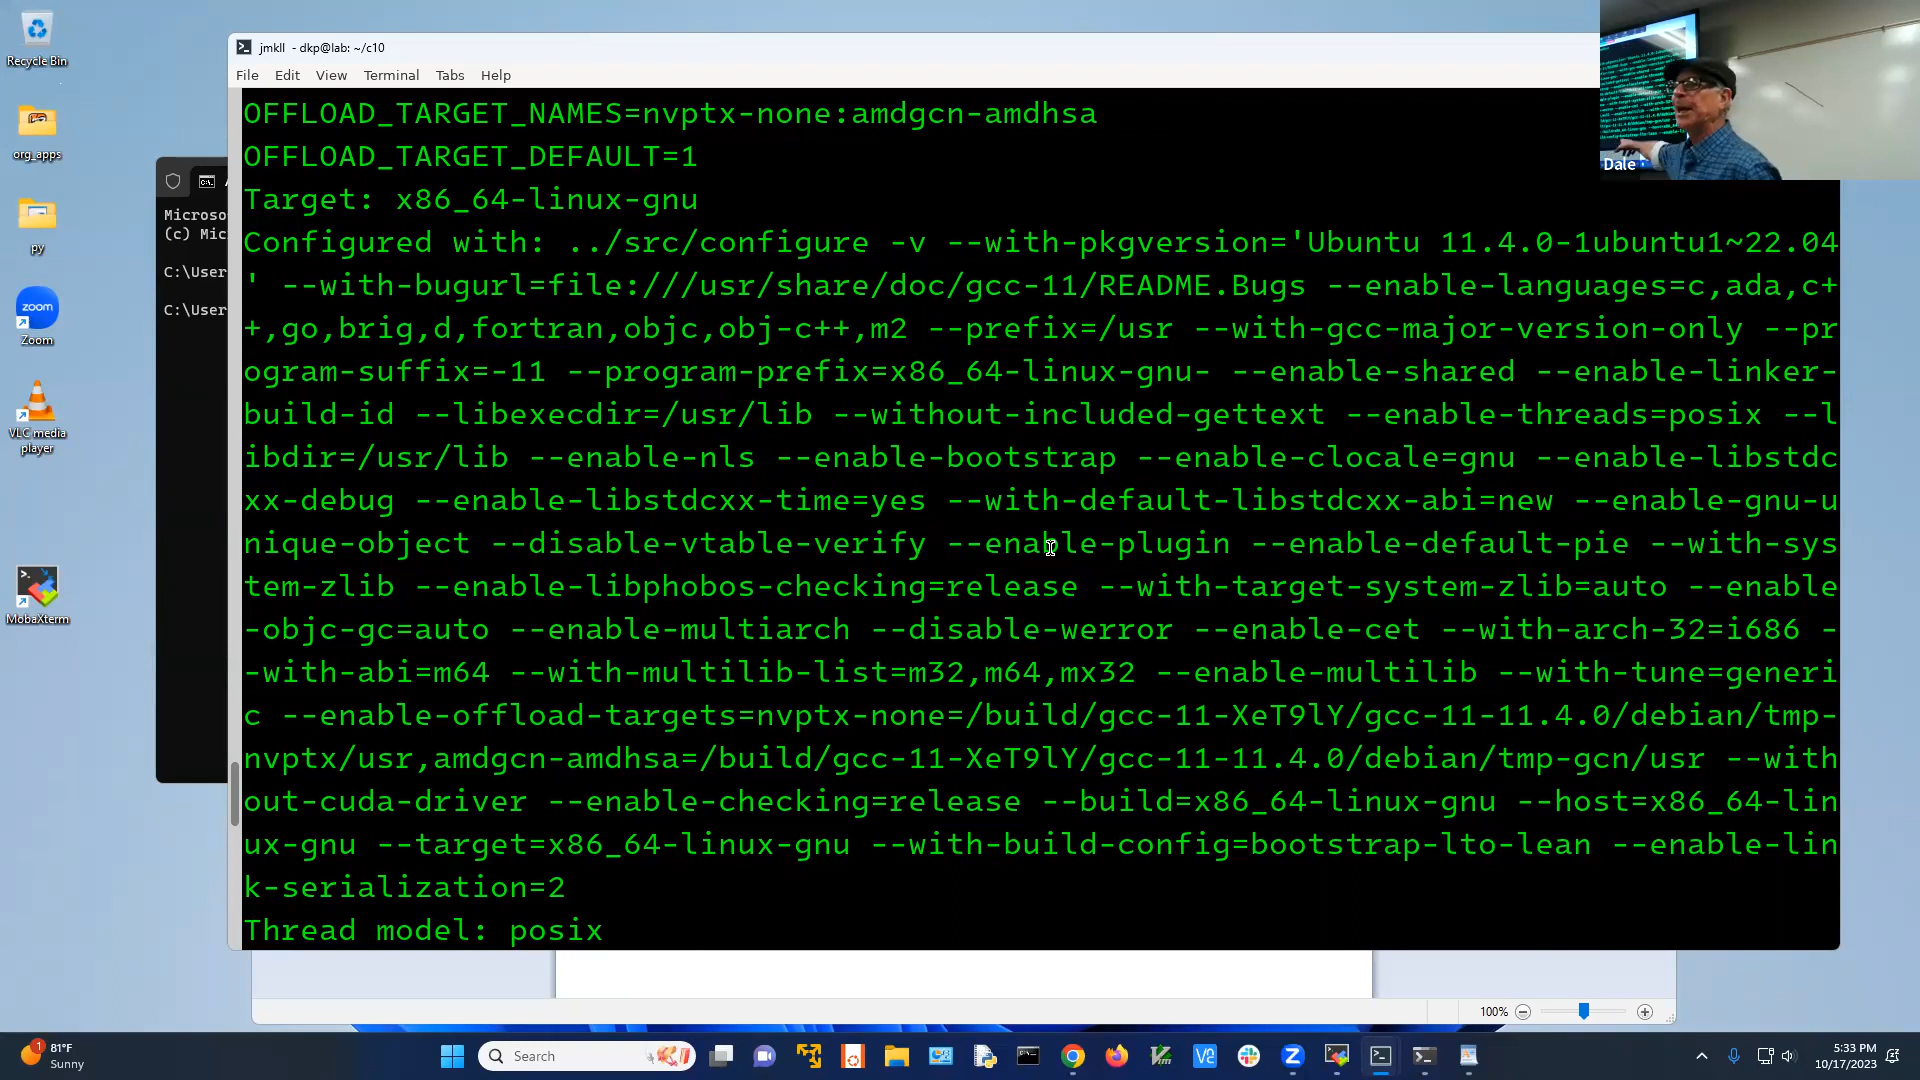 Recycle Bin
org_apps
py
zoom
Zoom
VLC media
player
MobaXterm
Microso
(c) Mic
C:\User
C:\User
jmkll - dkp@lab: ~/c10
File Edit View Terminal Tabs Help
OFFLOAD_TARGET_NAMES=nvptx-none:amdgcn-amdhsa
OFFLOAD_TARGET_DEFAULT=1
Target: x86_64-linux-gnu
Configured with: ../src/configure -v --with-pkgversion='Ubuntu 11.4.0-1ubuntu1~22.04
' --with-bugurl=file:///usr/share/doc/gcc-11/README.Bugs --enable-languages=c,ada,c+
+,go,brig,d,fortran,objc,obj-c++,m2 --prefix=/usr --with-gcc-major-version-only --pr
ogram-suffix=-11 --program-prefix=x86_64-linux-gnu- --enable-shared --enable-linker-
build-id --libexecdir=/usr/lib --without-included-gettext --enable-threads=posix --l
ibdir=/usr/lib --enable-nls --enable-bootstrap --enable-clocale=gnu --enable-libstdc
xx-debug --enable-libstdcxx-time=yes --with-default-libstdcxx-abi=new --enable-gnu-u
nique-object --disable-vtable-verify --enable-plugin --enable-default-pie --with-sys
tem-zlib --enable-libphobos-checking=release --with-target-system-zlib=auto --enable
-objc-gc=auto --enable-multiarch --disable-werror --enable-cet --with-arch-32=i686 -
-with-abi=m64 --with-multilib-list=m32,m64,mx32 --enable-multilib --with-tune=generi
c --enable-offload-targets=nvptx-none=/build/gcc-11-XeT9lY/gcc-11-11.4.0/debian/tmp-
nvptx/usr,amdgcn-amdhsa=/build/gcc-11-XeT9lY/gcc-11-11.4.0/debian/tmp-gcn/usr --with
out-cuda-driver --enable-checking=release --build=x86_64-linux-gnu --host=x86_64-lin
ux-gnu --target=x86_64-linux-gnu --with-build-config=bootstrap-lto-lean --enable-lin
k-serialization=2
Thread model: posix
Dale
100%
1
81°F
Sunny
Search
5:33 PM
10/17/2023